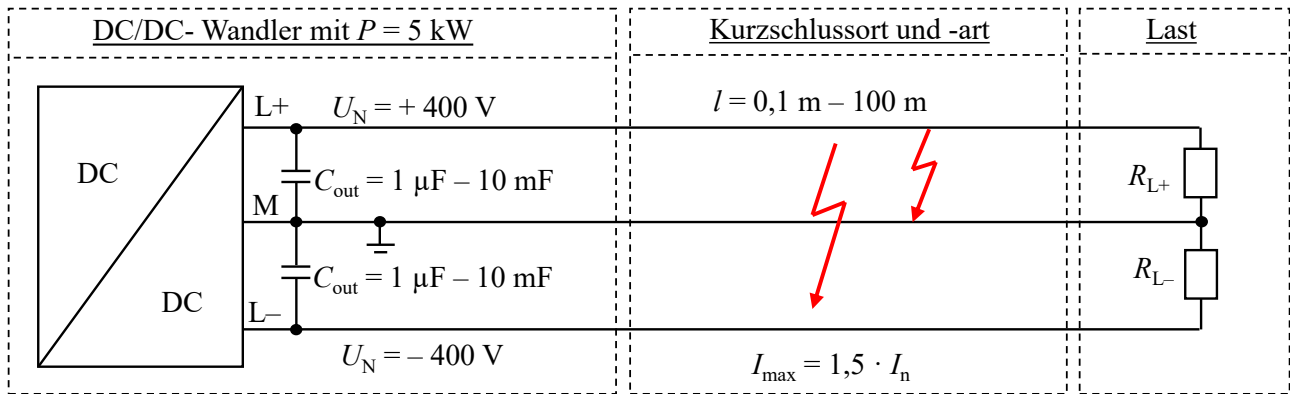 DC/DC- Wandler mit P = 5 kW
Kurzschlussort und -art
Last
L+
U_N = + 400 V
l = 0,1 m – 100 m
DC
C_out = 1 µF – 10 mF
R_L+
M
C_out = 1 µF – 10 mF
R_L–
DC
L–
U_N = – 400 V
I_max = 1,5 · I_n